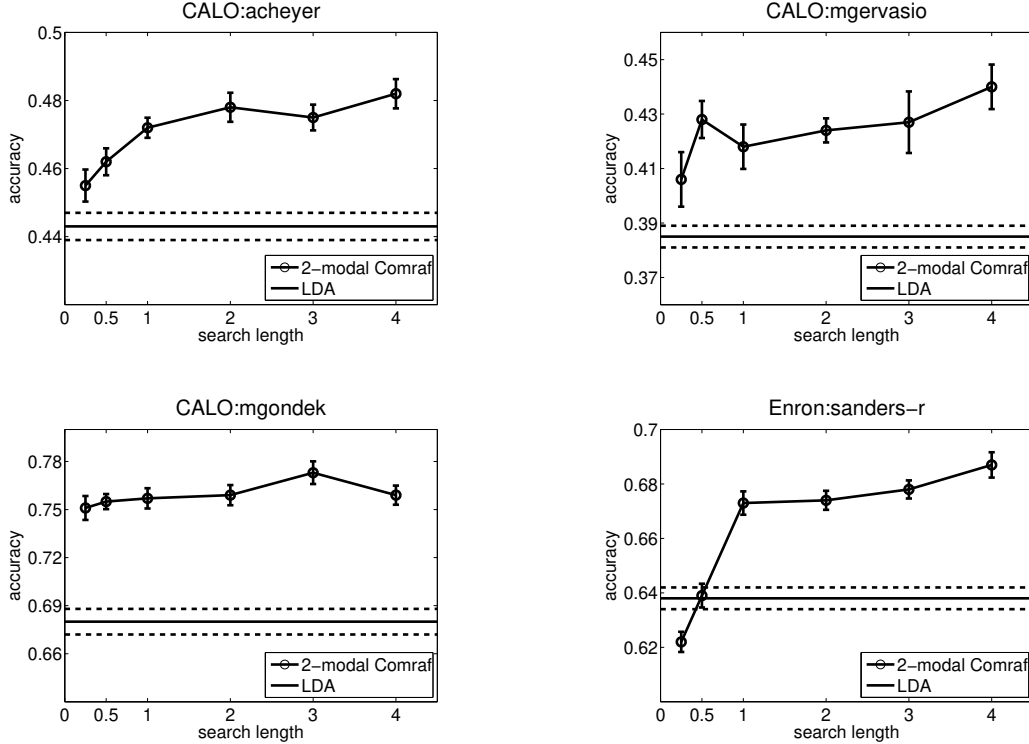 CALO:acheyer
0.5
0.48
0.46
0.44
accuracy
2−modal Comraf
LDA
0 0.5 1 2 3 4
search length
CALO:mgervasio
0.45
0.43
0.41
0.39
0.37
accuracy
2−modal Comraf
LDA
0 0.5 1 2 3 4
search length
CALO:mgondek
0.78
0.75
0.72
0.69
0.66
accuracy
2−modal Comraf
LDA
0 0.5 1 2 3 4
search length
Enron:sanders−r
0.7
0.68
0.66
0.64
0.62
accuracy
2−modal Comraf
LDA
0 0.5 1 2 3 4
search length